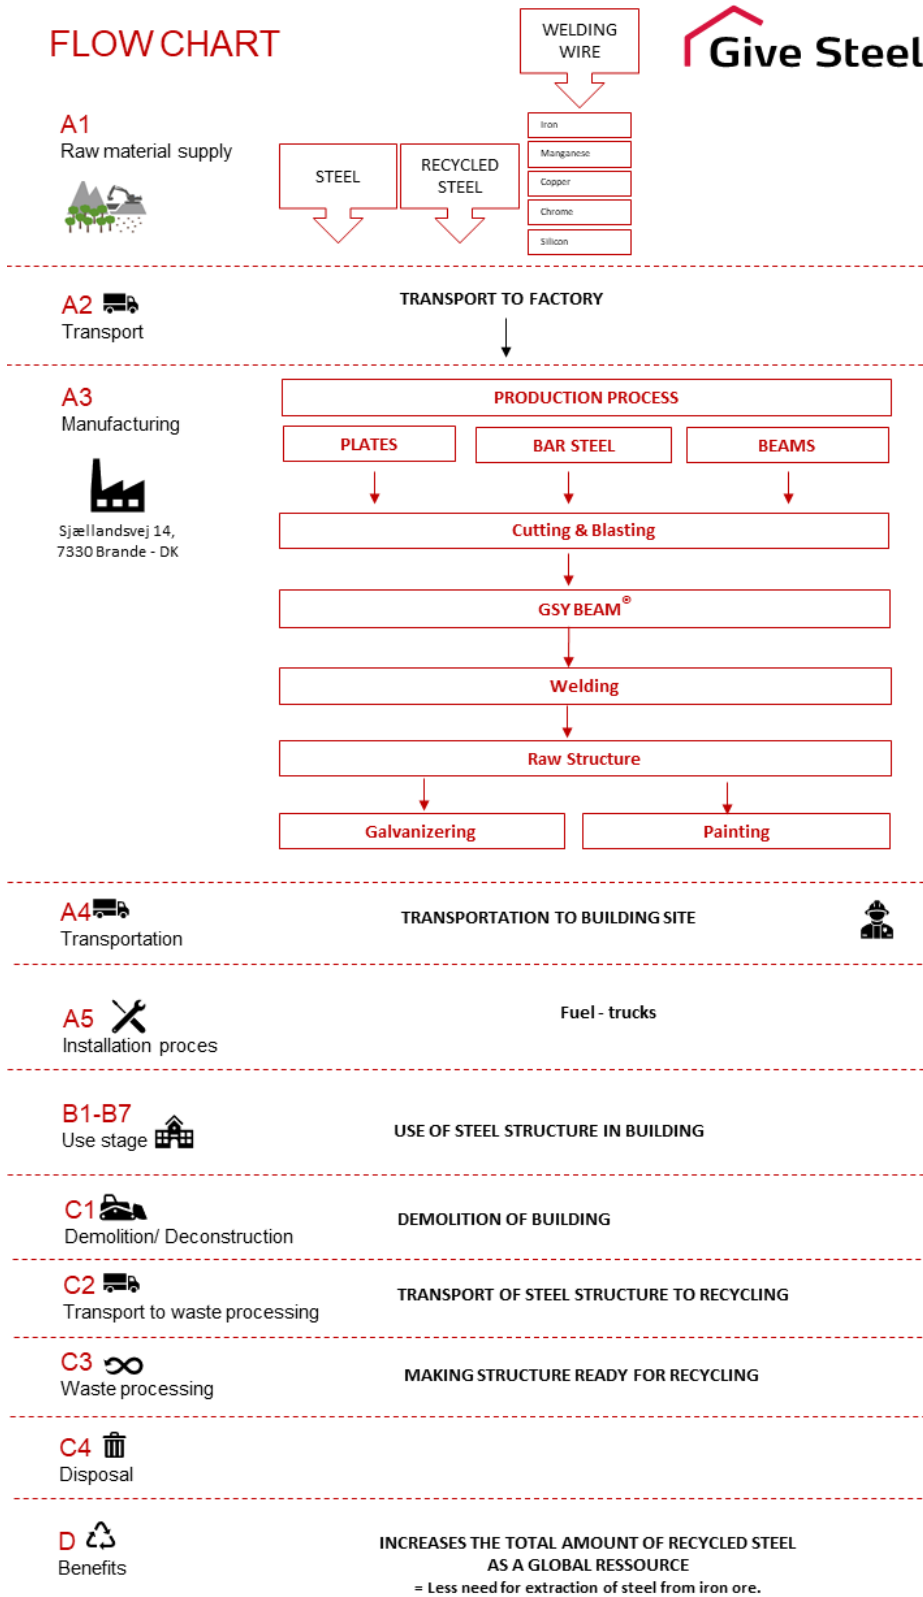 FLOW CHART
WELDING
WIRE
Give Steel
A1
Raw material supply
STEEL
RECYCLED
STEEL
Iron
Manganese
Copper
Chrome
Silicon
A2
Transport
TRANSPORT TO FACTORY
A3
Manufacturing
Sjællandsvej 14,
7330 Brande - DK
PRODUCTION PROCESS
PLATES
BAR STEEL
BEAMS
Cutting & Blasting
GSY BEAM®
Welding
Raw Structure
Galvanizering
Painting
A4
Transportation
TRANSPORTATION TO BUILDING SITE
A5
Installation proces
Fuel - trucks
B1-B7
Use stage
USE OF STEEL STRUCTURE IN BUILDING
C1
Demolition/ Deconstruction
DEMOLITION OF BUILDING
C2
Transport to waste processing
TRANSPORT OF STEEL STRUCTURE TO RECYCLING
C3
Waste processing
MAKING STRUCTURE READY FOR RECYCLING
C4
Disposal
D
Benefits
INCREASES THE TOTAL AMOUNT OF RECYCLED STEEL
AS A GLOBAL RESSOURCE
= Less need for extraction of steel from iron ore.